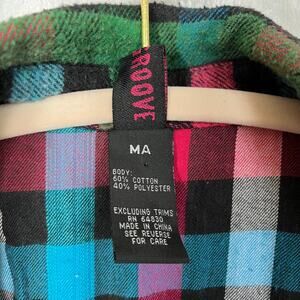 ROOVE
MA
BODY:
60% COTTON
40% POLYESTER
EXCLUDING TRIMS
RN 64830
MADE IN CHINA
SEE REVERSE
FOR CARE